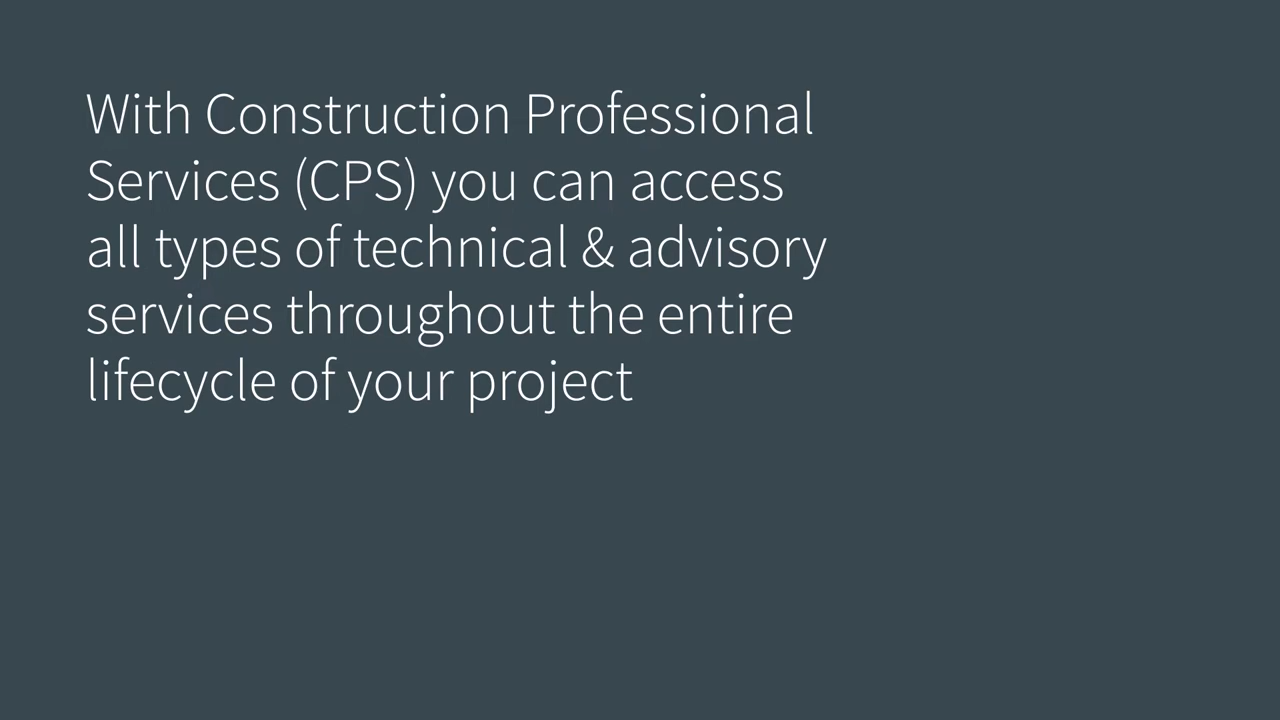 With Construction Professional
Services (CPS) you can access
all types of technical & advisory
services throughout the entire
lifecycle of your project